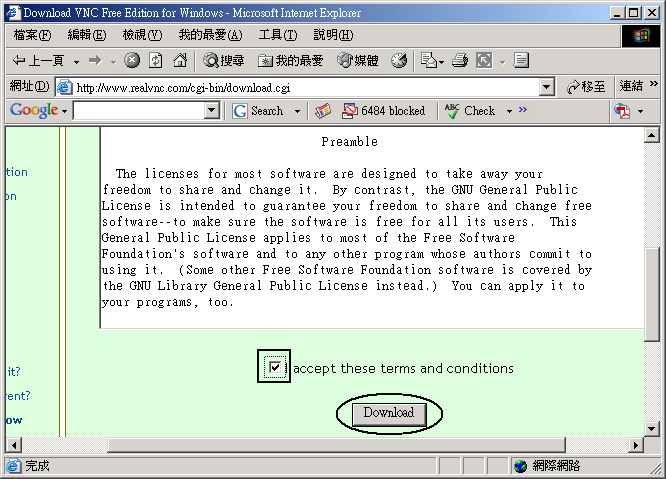 Download VNC Free Edition for Windows - Microsoft Internet Explorer
檔案(F) 編輯(E) 檢視(V) 我的最愛(A) 工具(T) 說明(H)
上一頁 搜尋 我的最愛 媒體
網址(D) http://www.realvnc.com/cgi-bin/download.cgi 移至 連結 »
Google Search 6484 blocked ABC Check »
Preamble
tion
on
The licenses for most software are designed to take away your
freedom to share and change it. By contrast, the GNU General Public
License is intended to guarantee your freedom to share and change free
software--to make sure the software is free for all its users. This
General Public License applies to most of the Free Software
Foundation's software and to any other program whose authors commit to
using it. (Some other Free Software Foundation software is covered by
the GNU Library General Public License instead.) You can apply it to
your programs, too.
it?
rent?
ow
accept these terms and conditions
Download
完成 網際網路